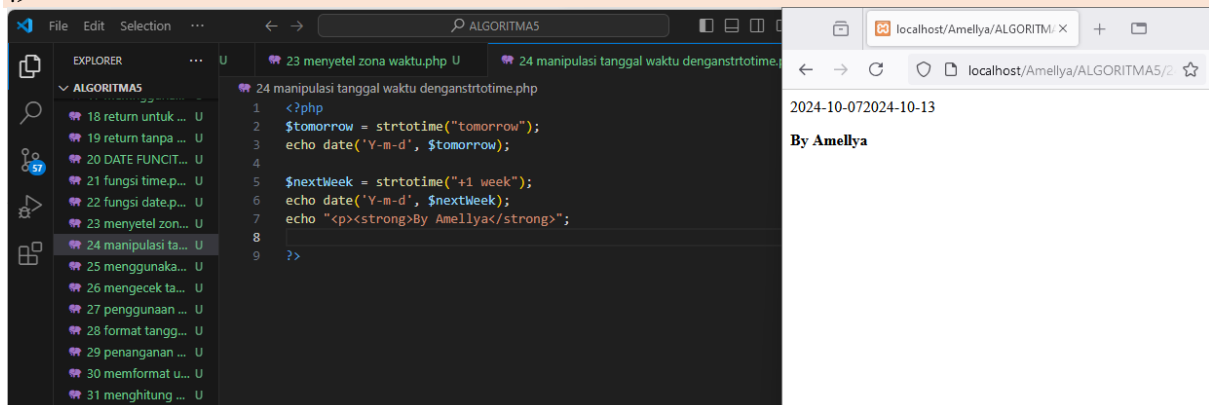 File Edit Selection ...
ALGORITMA5
EXPLORER ...
ALGORITMA5
18 return untuk ... U
19 return tanpa ... U
20 DATE FUNCIT... U
21 fungsi time.p... U
22 fungsi date.p... U
23 menyetel zon... U
24 manipulasi ta... U
25 menggunaka... U
26 mengecek ta... U
27 penggunaan ... U
28 format tangg... U
29 penanganan ... U
30 memformat u... U
31 menghitung ... U
57
U
23 menyetel zona waktu.php U
24 manipulasi tanggal waktu denganstrtotime.p
24 manipulasi tanggal waktu denganstrtotime.php
1 <?php
2 $tomorrow = strtotime("tomorrow");
3 echo date('Y-m-d', $tomorrow);
4
5 $nextWeek = strtotime("+1 week");
6 echo date('Y-m-d', $nextWeek);
7 echo "<p><strong>By Amellya</strong>";
8
9 ?>
localhost/Amellya/ALGORITM/
localhost/Amellya/ALGORITMA5/2
2024-10-072024-10-13
By Amellya